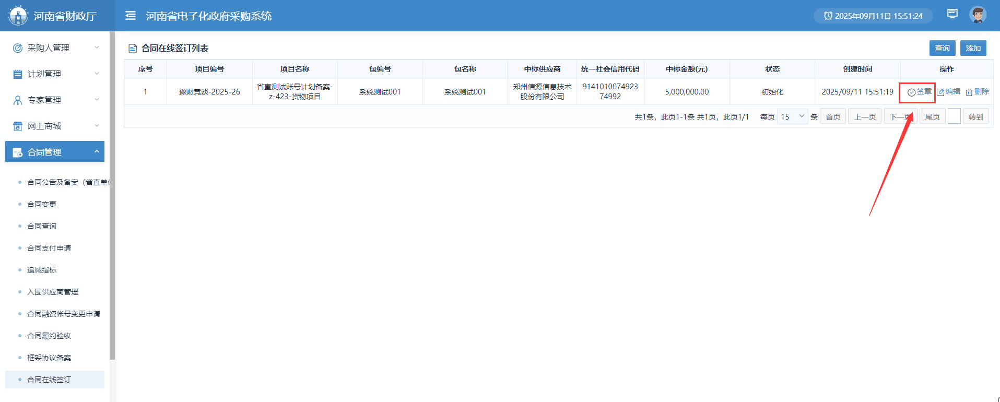 河南省财政厅
河南省电子化政府采购系统
2025年09月11日 15:51:24
采购人管理
计划管理
专家管理
网上商城
合同管理
合同公告及备案（省直单
合同变更
合同查询
合同支付申请
追减指标
入围供应商管理
合同融资帐号变更申请
合同履约验收
框架协议备案
合同在线签订
合同在线签订列表
查询 添加
序号 项目编号 项目名称 包编号 包名称 中标供应商 统一社会信用代码 中标金额(元) 状态 创建时间 操作
1 豫财竞谈-2025-26 省直测试账号计划备案-z-423-货物项目 系统测试001 系统测试001 郑州信源信息技术股份有限公司 914101007492374992 5,000,000.00 初始化 2025/09/11 15:51:19 签章 编辑 删除
共1条，此页1-1条 共1页，此页1/1 每页 15 条 首页 上一页 下一页 尾页 转到